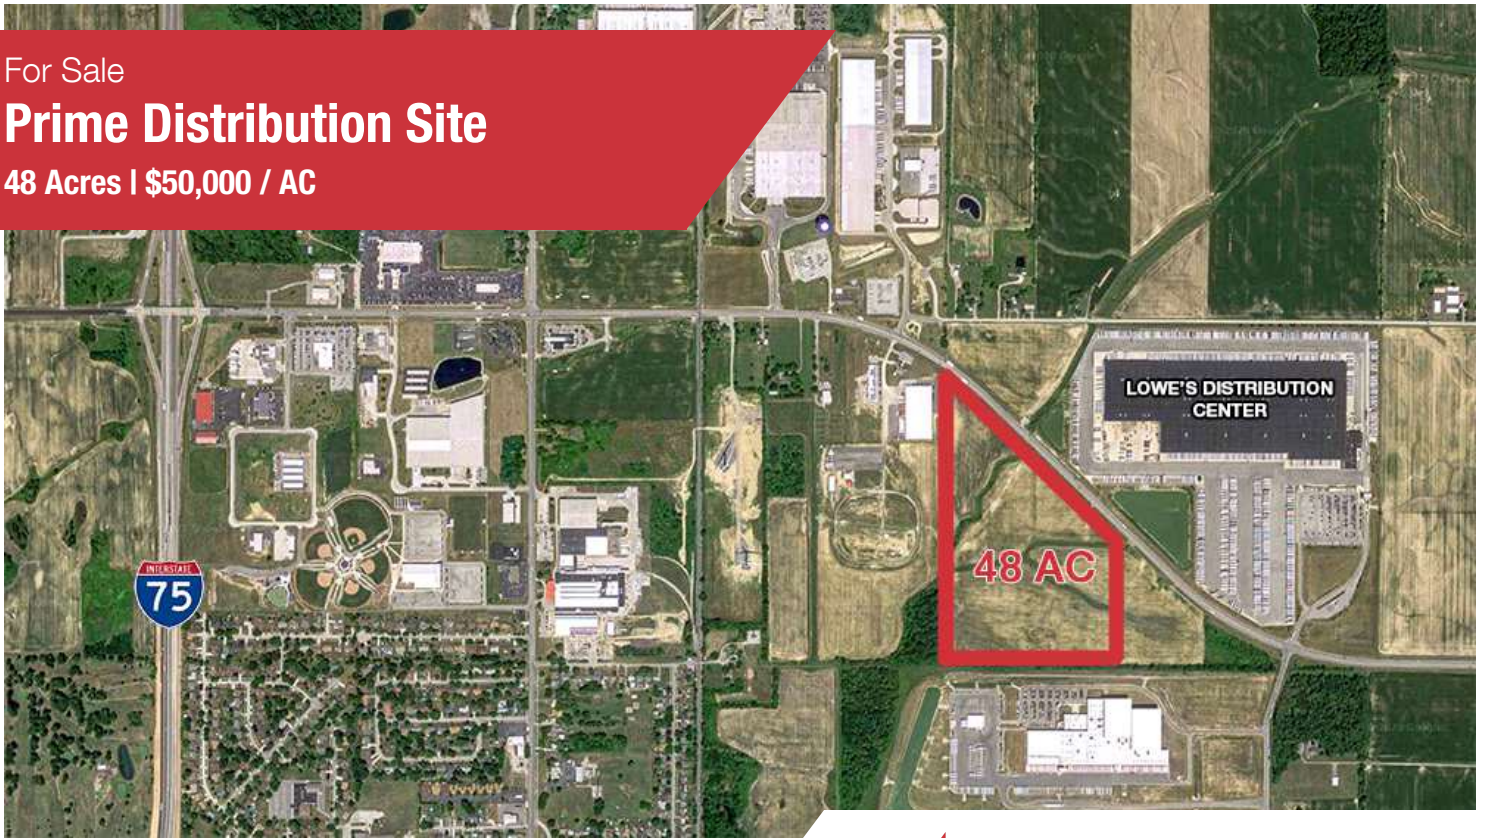 For Sale
Prime Distribution Site
48 Acres | $50,000 / AC
LOWE'S DISTRIBUTION
CENTER
48 AC
INTERSTATE
75